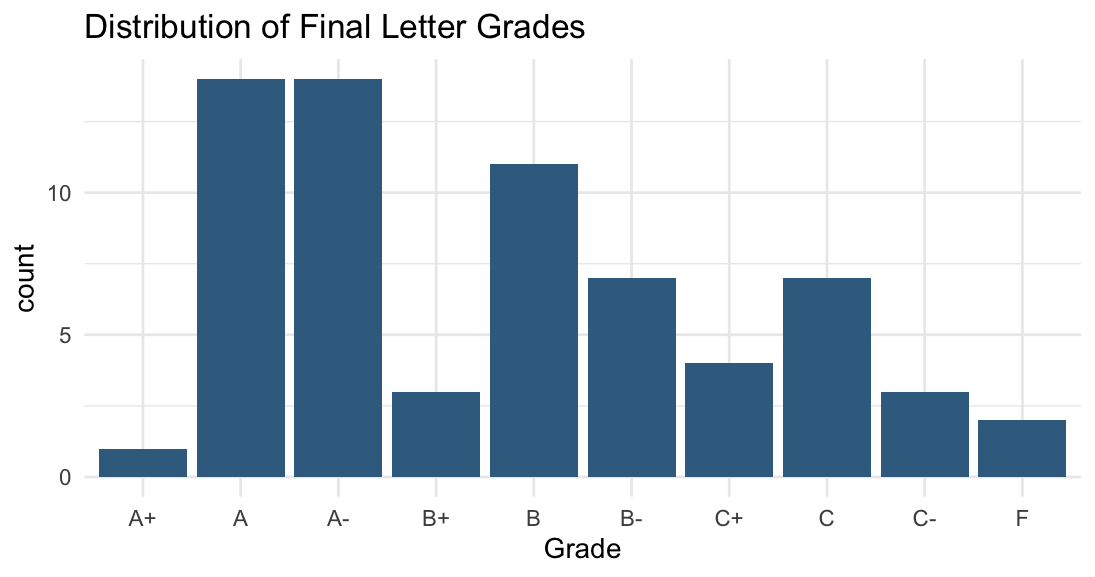 Distribution of Final Letter Grades
10
5
0
count
A+ A A- B+ B B- C+ C C- F
Grade